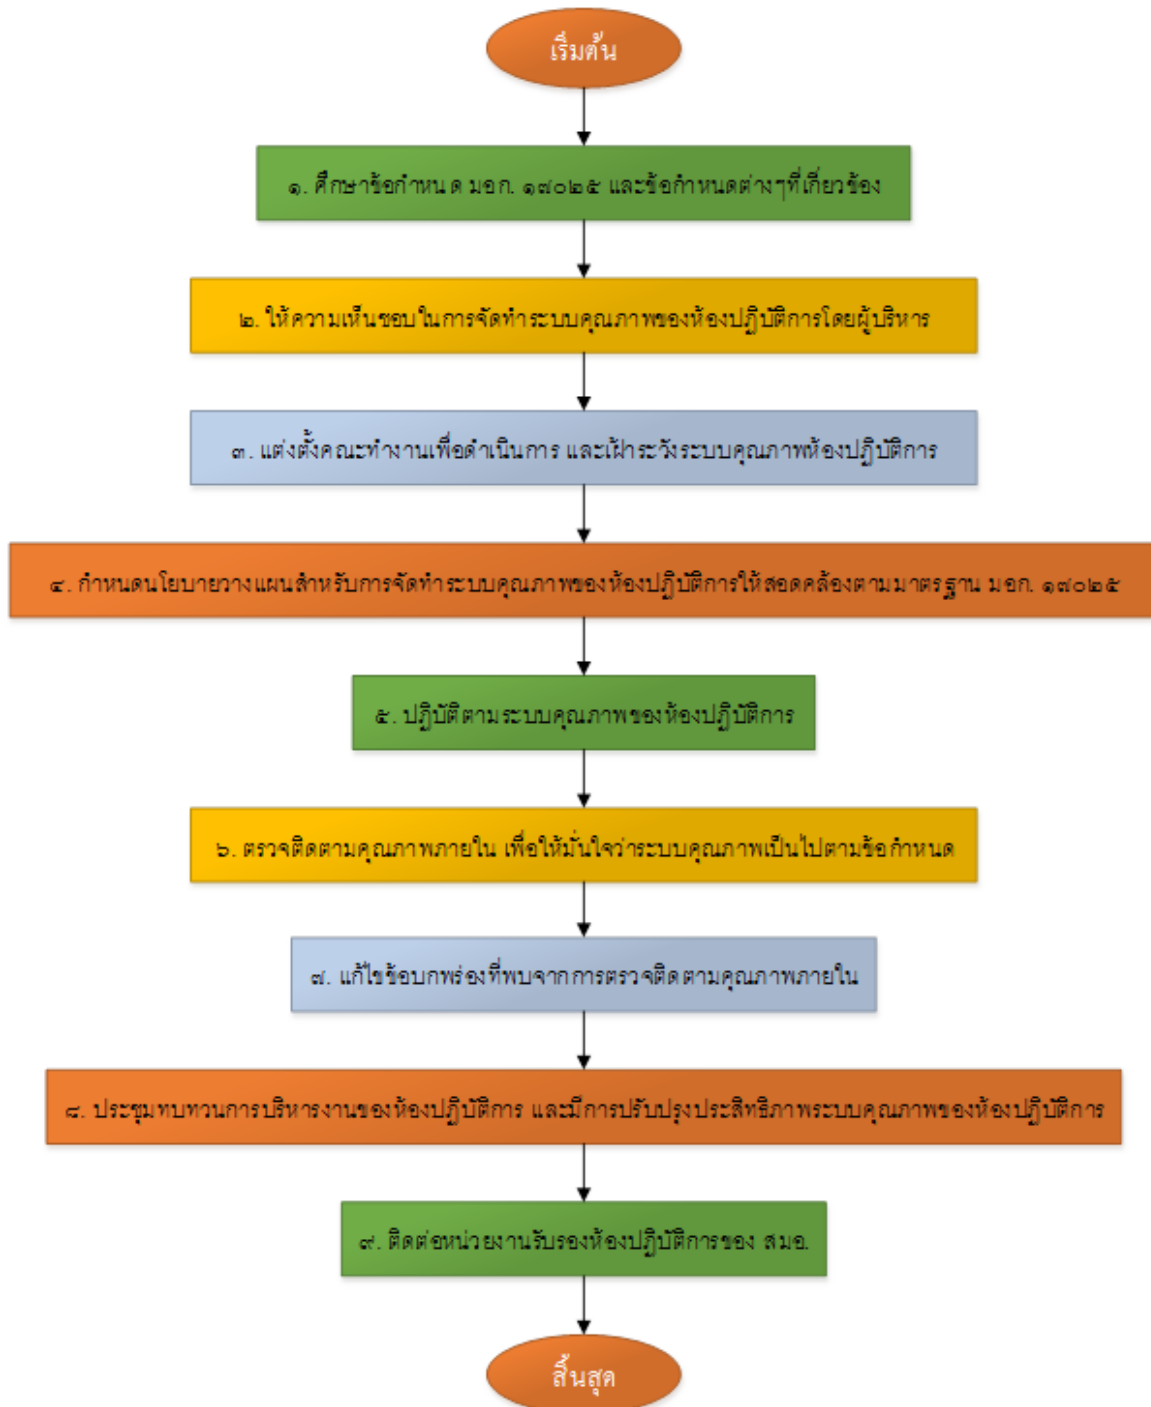 เริ่มต้น
๑. ศึกษาข้อกำหนด มอก. ๑๗๐๒๕ และข้อกำหนดต่างๆที่เกี่ยวข้อง
๒. ให้ความเห็นชอบในการจัดทำระบบคุณภาพของห้องปฏิบัติการโดยผู้บริหาร
๓. แต่งตั้งคณะทำงานเพื่อดำเนินการ และเฝ้าระวังระบบคุณภาพห้องปฏิบัติการ
๔. กำหนดนโยบายวางแผนสำหรับการจัดทำระบบคุณภาพของห้องปฏิบัติการให้สอดคล้องตามมาตรฐาน มอก. ๑๗๐๒๕
๕. ปฏิบัติตามระบบคุณภาพของห้องปฏิบัติการ
๖. ตรวจติดตามคุณภาพภายใน เพื่อให้มั่นใจว่าระบบคุณภาพเป็นไปตามข้อกำหนด
๗. แก้ไขข้อบกพร่องที่พบจากการตรวจติดตามคุณภาพภายใน
๘. ประชุมทบทวนการบริหารงานของห้องปฏิบัติการ และมีการปรับปรุงประสิทธิภาพระบบคุณภาพของห้องปฏิบัติการ
๙. ติดต่อหน่วยงานรับรองห้องปฏิบัติการของ สมอ.
สิ้นสุด